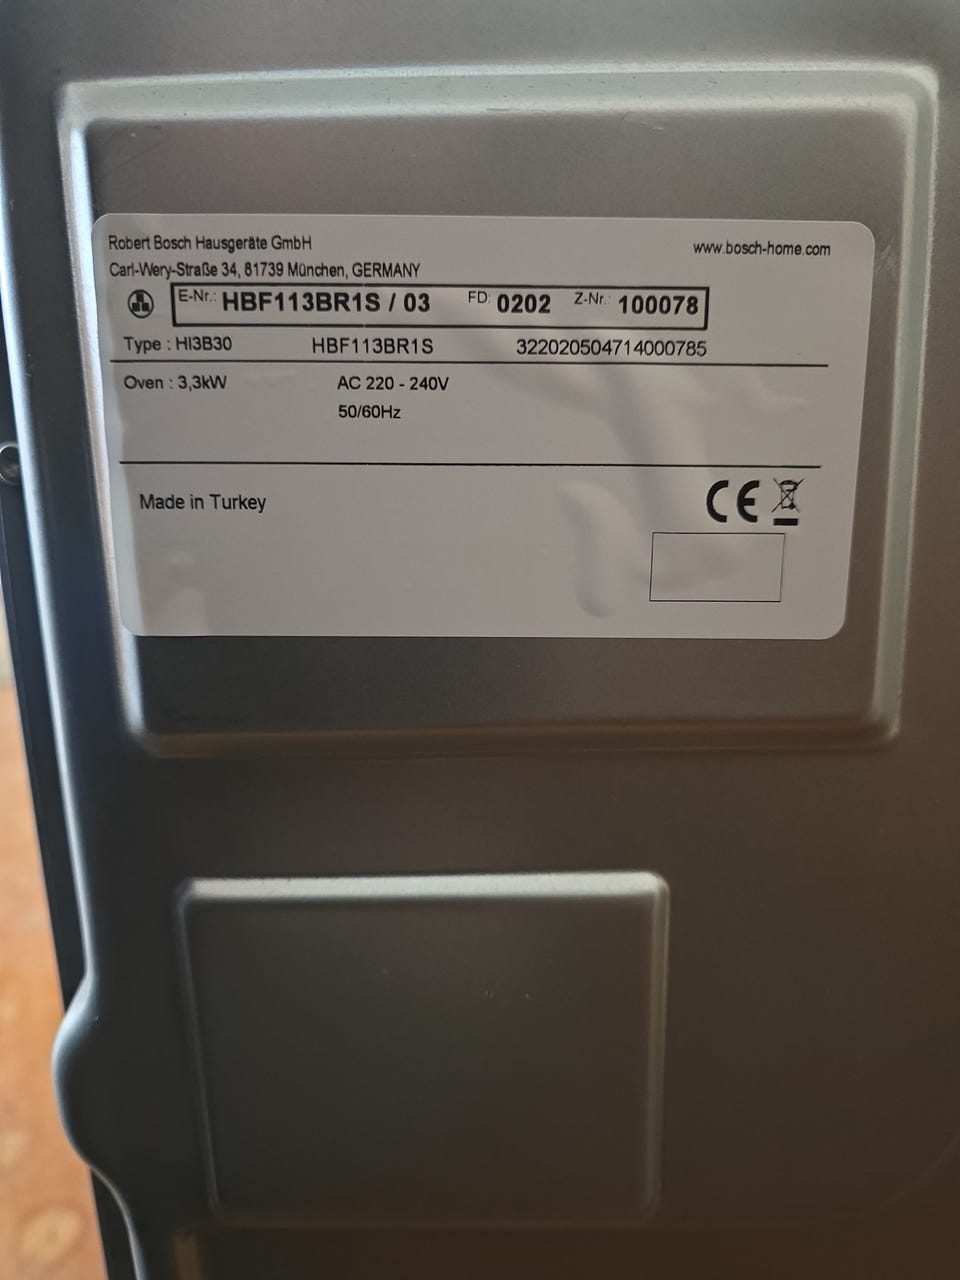 Robert Bosch Hausgeräte GmbH
www.bosch-home.com
Carl-Wery-Straße 34, 81739 München, GERMANY
E-Nr.: HBF113BR1S / 03 FD: 0202 Z-Nr.: 100078
Type : HI3B30 HBF113BR1S 322020504714000785
Oven : 3,3kW AC 220 - 240V
50/60Hz
Made in Turkey
CE